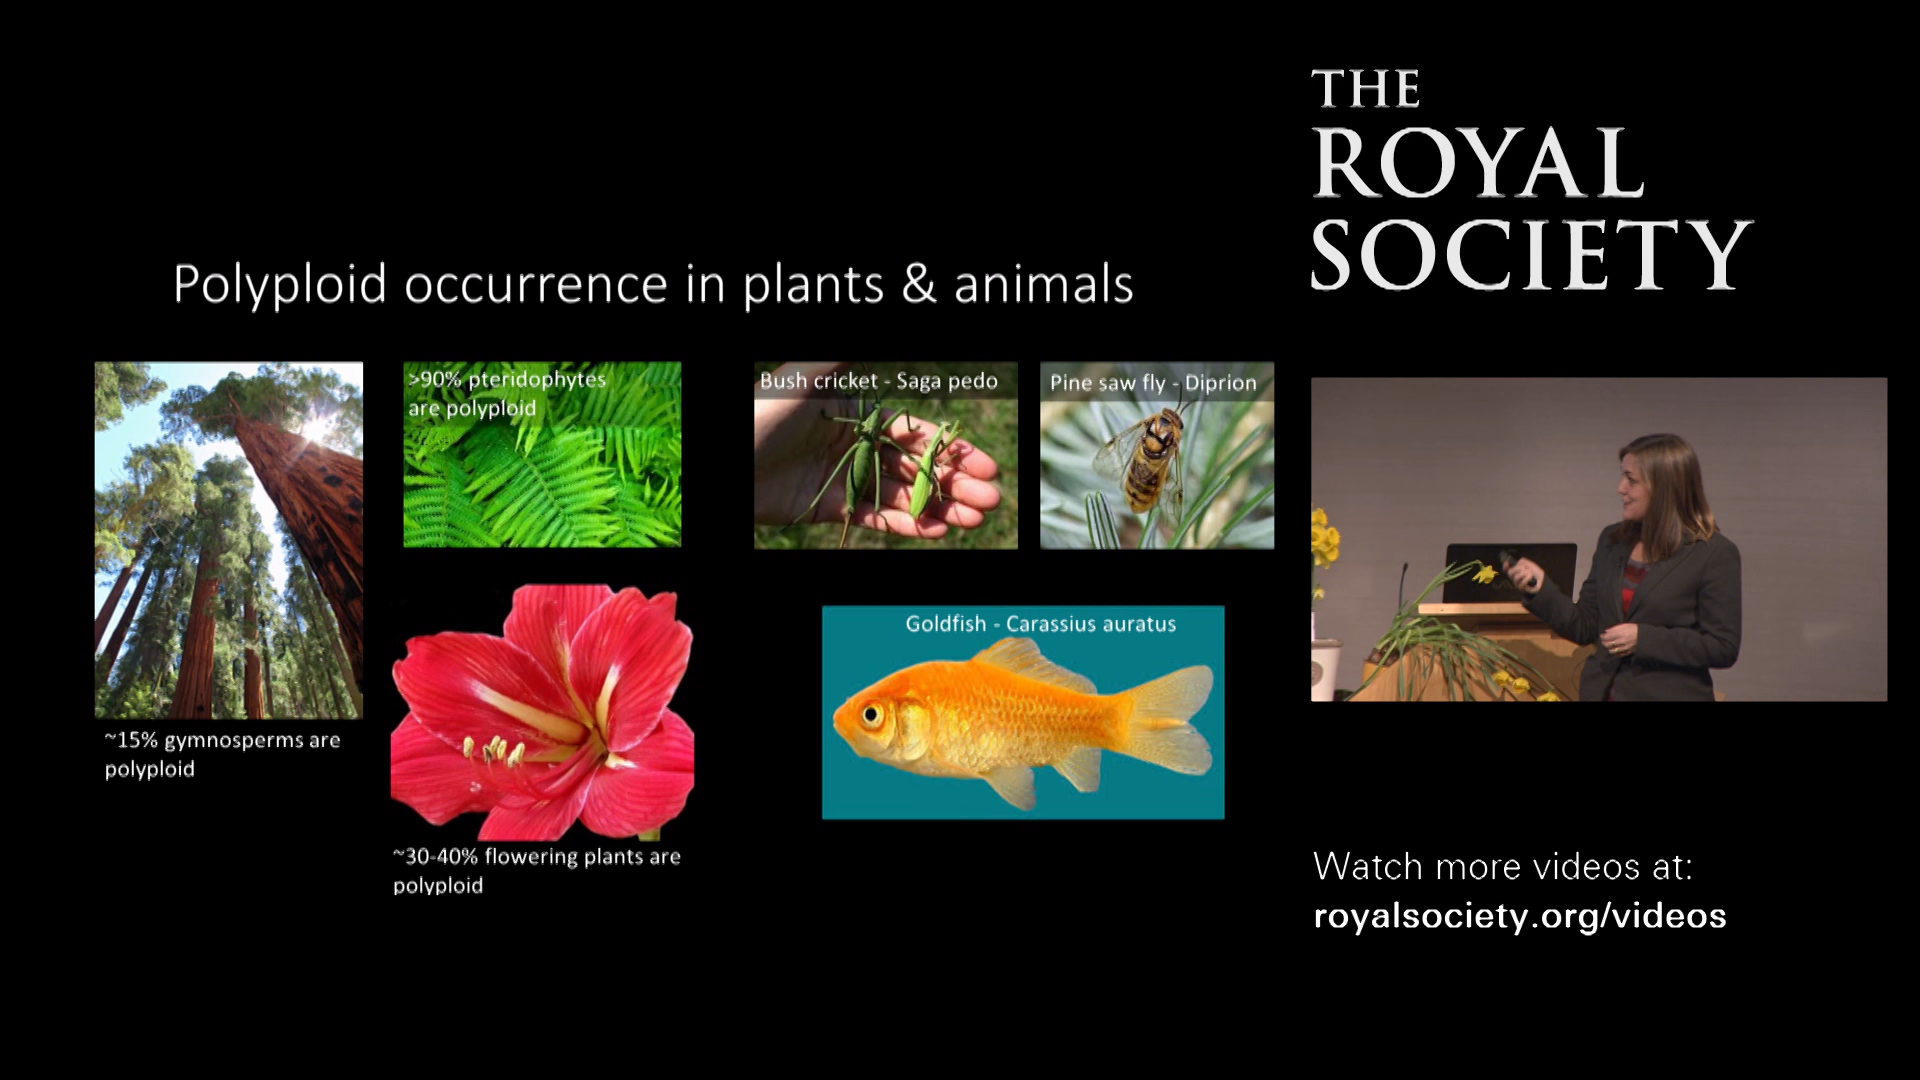 THE
ROYAL
SOCIETY
Polyploid occurrence in plants & animals
>90% pteridophytes
are polyploid
Bush cricket - Saga pedo
Pine saw fly - Diprion
Goldfish - Carassius auratus
~15% gymnosperms are
polyploid
~30-40% flowering plants are
polyploid
Watch more videos at:
royalsociety.org/videos